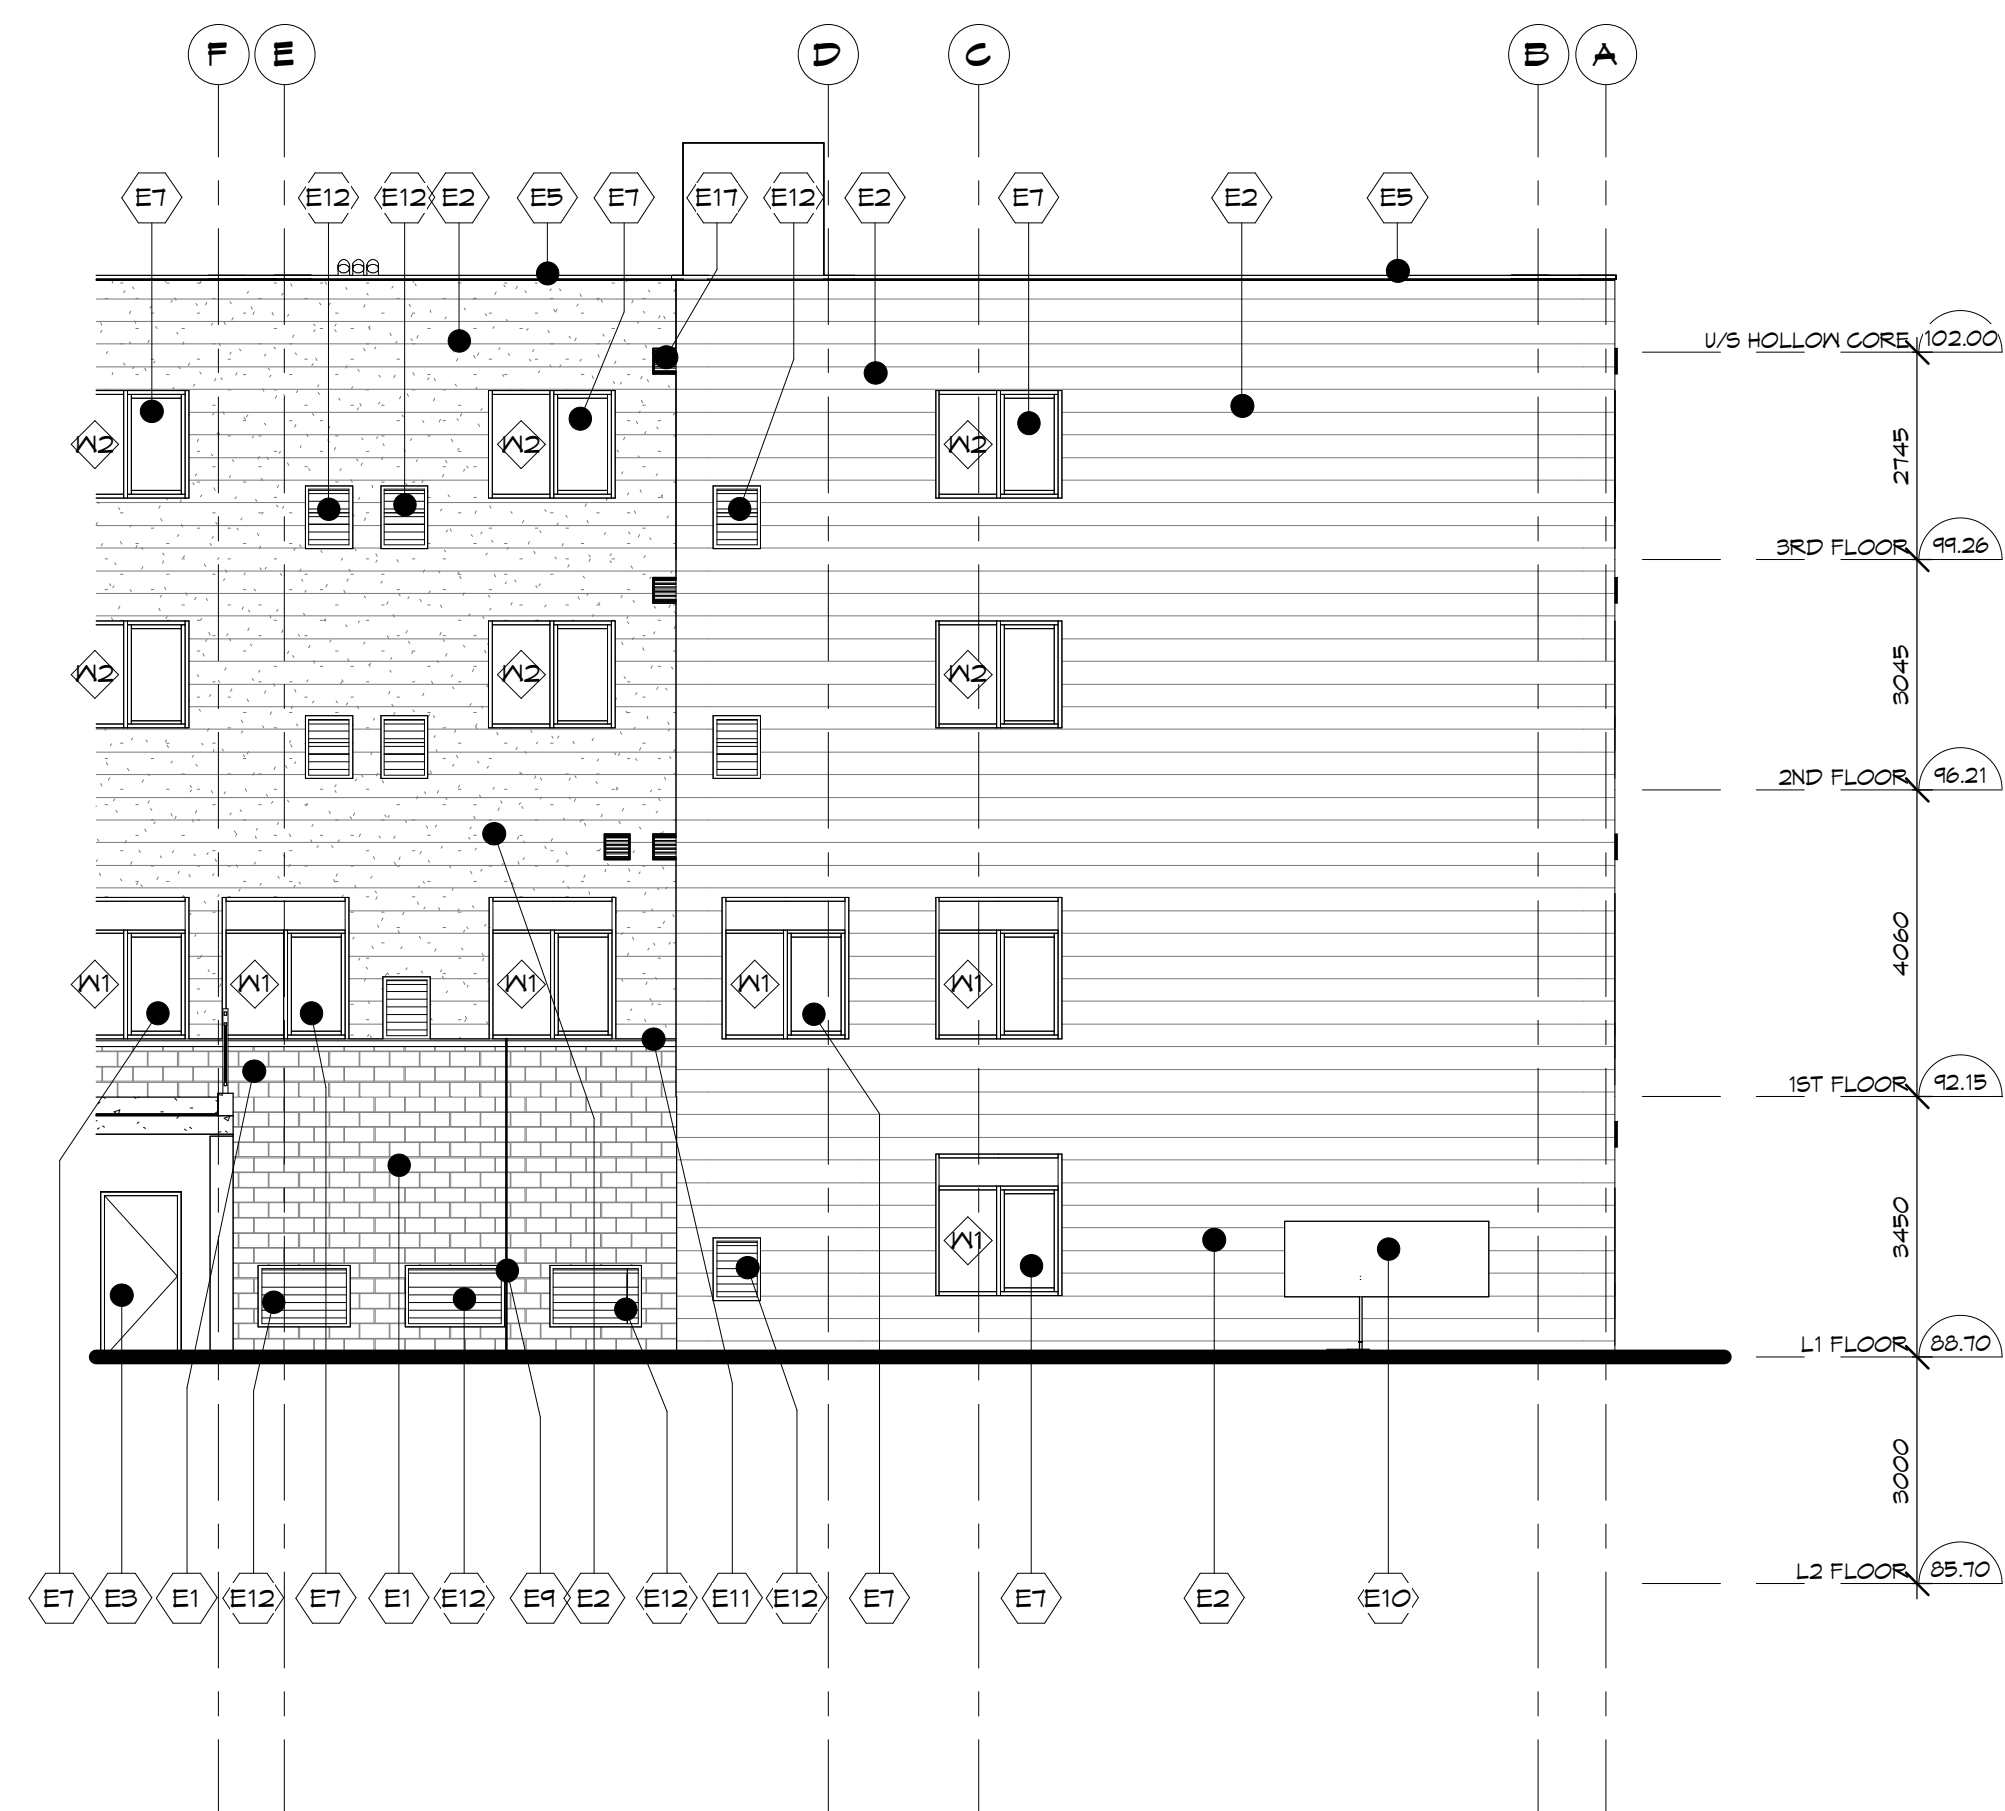 F E D C B A
E7 E12 E12 E2 E5 E7 E17 E12 E2 E7 E2 E5
U/S HOLLOW CORE 102.00
W2 W2 W2
2745
3RD FLOOR 99.26
W2 W2 W2
3045
2ND FLOOR 96.21
W1 W1 W1 W1 W1
4060
1ST FLOOR 92.15
W1
3450
L1 FLOOR 88.70
3000
L2 FLOOR 85.70
E7 E3 E1 E12 E7 E1 E12 E9 E2 E12 E11 E12 E7 E7 E2 E10